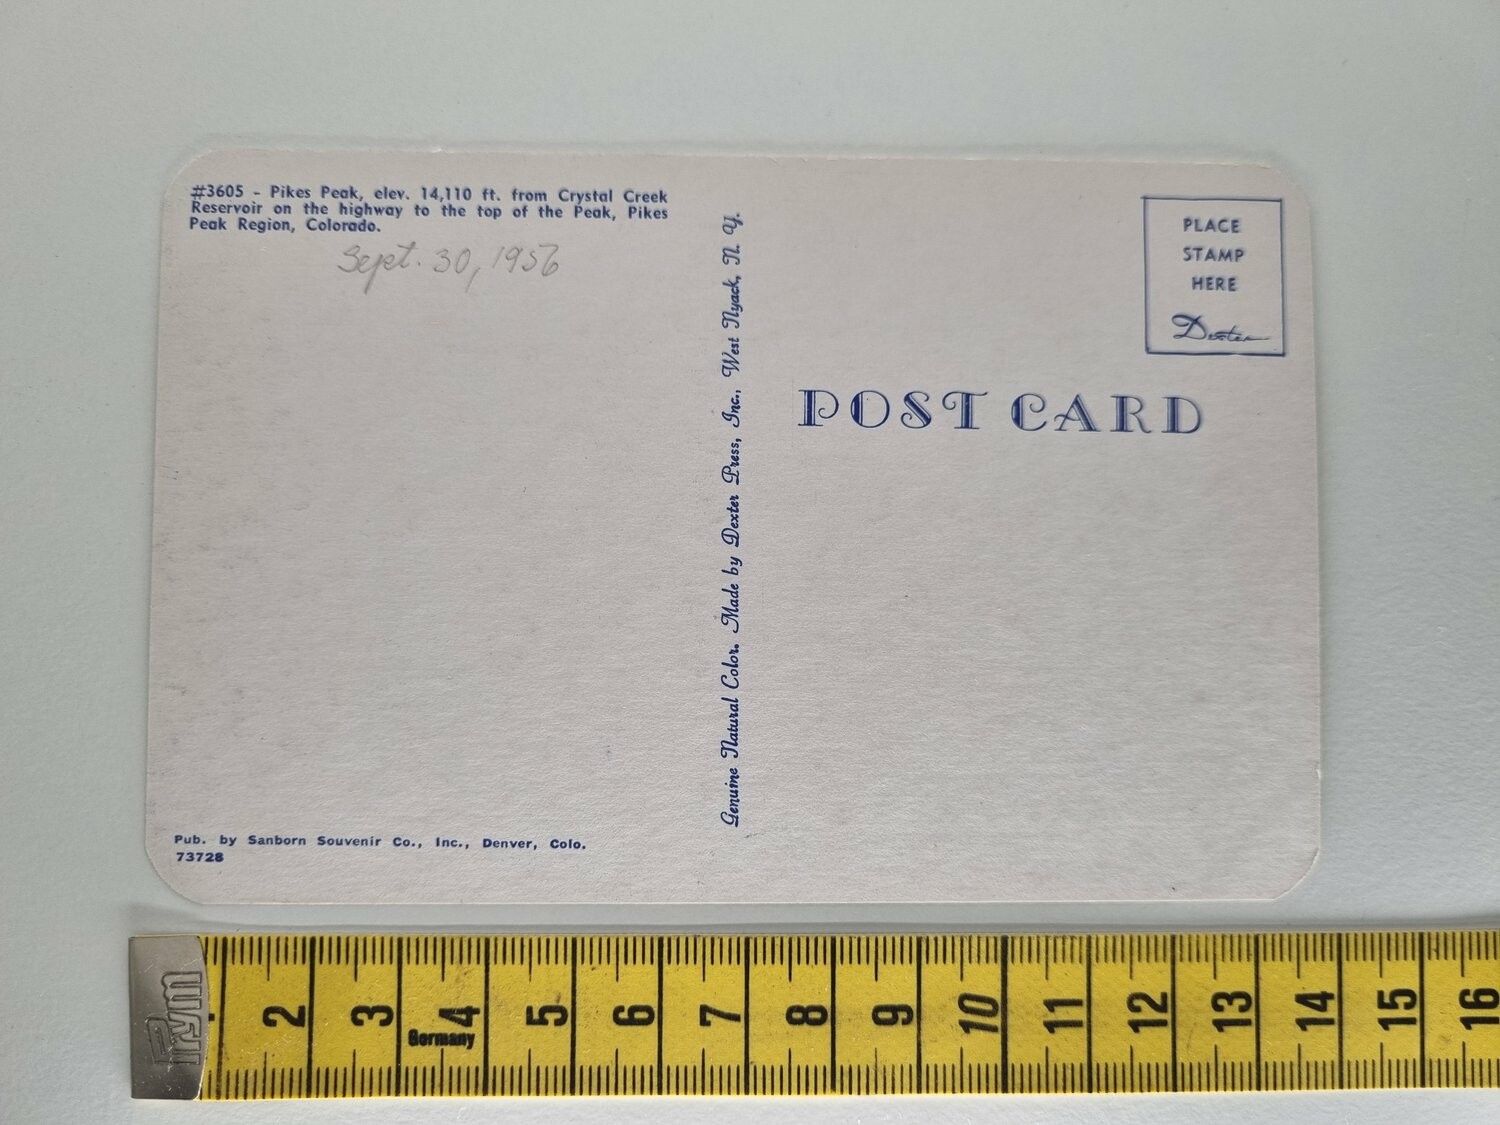 #3605 - Pikes Peak, elev. 14,110 ft. from Crystal Creek
Reservoir on the highway to the top of the Peak, Pikes
Peak Region, Colorado.
Sept. 30, 1956
Genuine Natural Color. Made by Dexter Press, Inc., West Nyack, N. Y.
PLACE
STAMP
HERE
Dexter
POST CARD
Pub. by Sanborn Souvenir Co., Inc., Denver, Colo.
73728
Prym
1 2 3 4 5 6 7 8 9 10 11 12 13 14 15 16
Germany